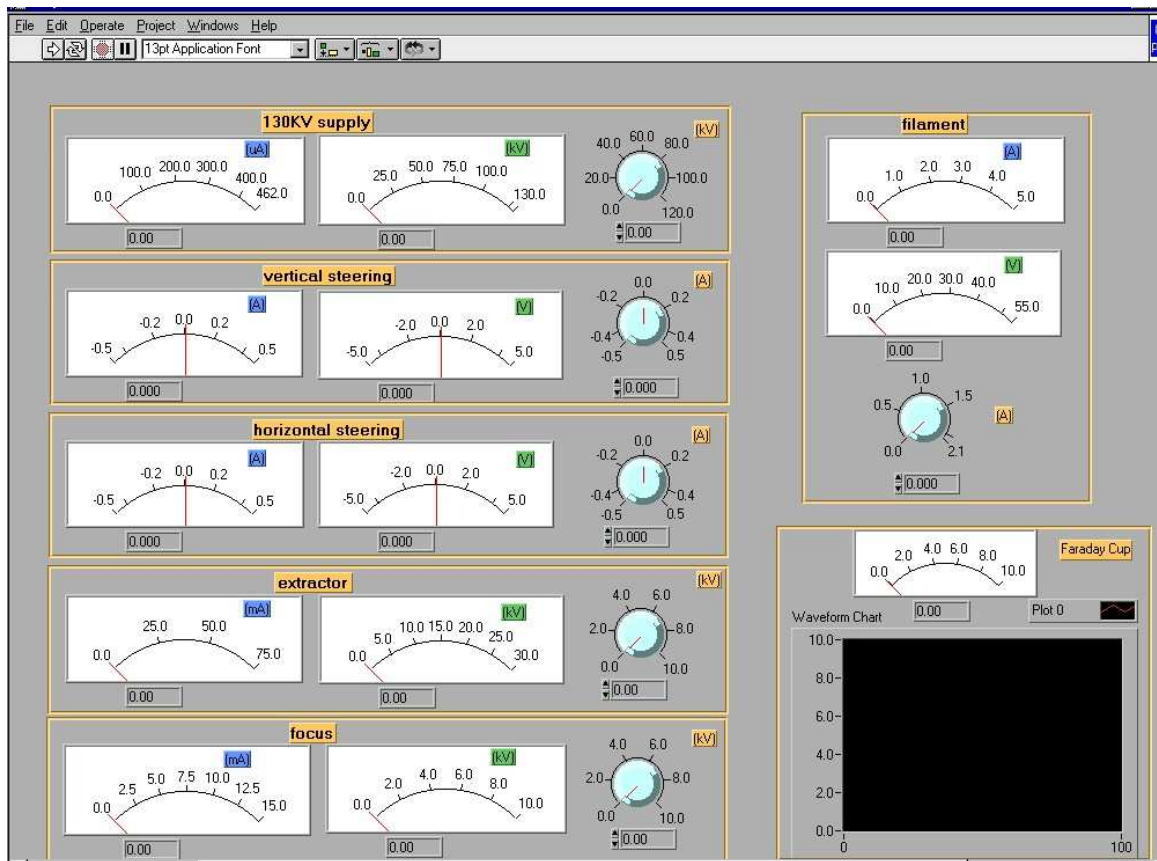 File Edit Operate Project Windows Help
13pt Application Font
130KV supply
(uA)
0.0 100.0 200.0 300.0 400.0 462.0
0.00
(kV)
0.0 25.0 50.0 75.0 100.0 130.0
0.00
(kV)
0.0 20.0 40.0 60.0 80.0 100.0 120.0
0.00
vertical steering
(A)
-0.5 -0.2 0.0 0.2 0.5
0.000
(V)
-5.0 -2.0 0.0 2.0 5.0
0.000
(A)
-0.5 -0.4 -0.2 0.0 0.2 0.4 0.5
0.000
horizontal steering
(A)
-0.5 -0.2 0.0 0.2 0.5
0.000
(V)
-5.0 -2.0 0.0 2.0 5.0
0.000
(A)
-0.5 -0.4 -0.2 0.0 0.2 0.4 0.5
0.000
extractor
(mA)
0.0 25.0 50.0 75.0
0.00
(kV)
0.0 5.0 10.0 15.0 20.0 25.0 30.0
0.00
(kV)
0.0 2.0 4.0 6.0 8.0 10.0
0.00
focus
(mA)
0.0 2.5 5.0 7.5 10.0 12.5 15.0
0.00
(kV)
0.0 2.0 4.0 6.0 8.0 10.0
0.00
(kV)
0.0 2.0 4.0 6.0 8.0 10.0
0.00
filament
(A)
0.0 1.0 2.0 3.0 4.0 5.0
0.00
(V)
0.0 10.0 20.0 30.0 40.0 55.0
0.00
(A)
0.0 0.5 1.0 1.5 2.1
0.000
Faraday Cup
0.0 2.0 4.0 6.0 8.0 10.0
0.00
Waveform Chart
Plot 0
10.0
8.0
6.0
4.0
2.0
0.0
0 100